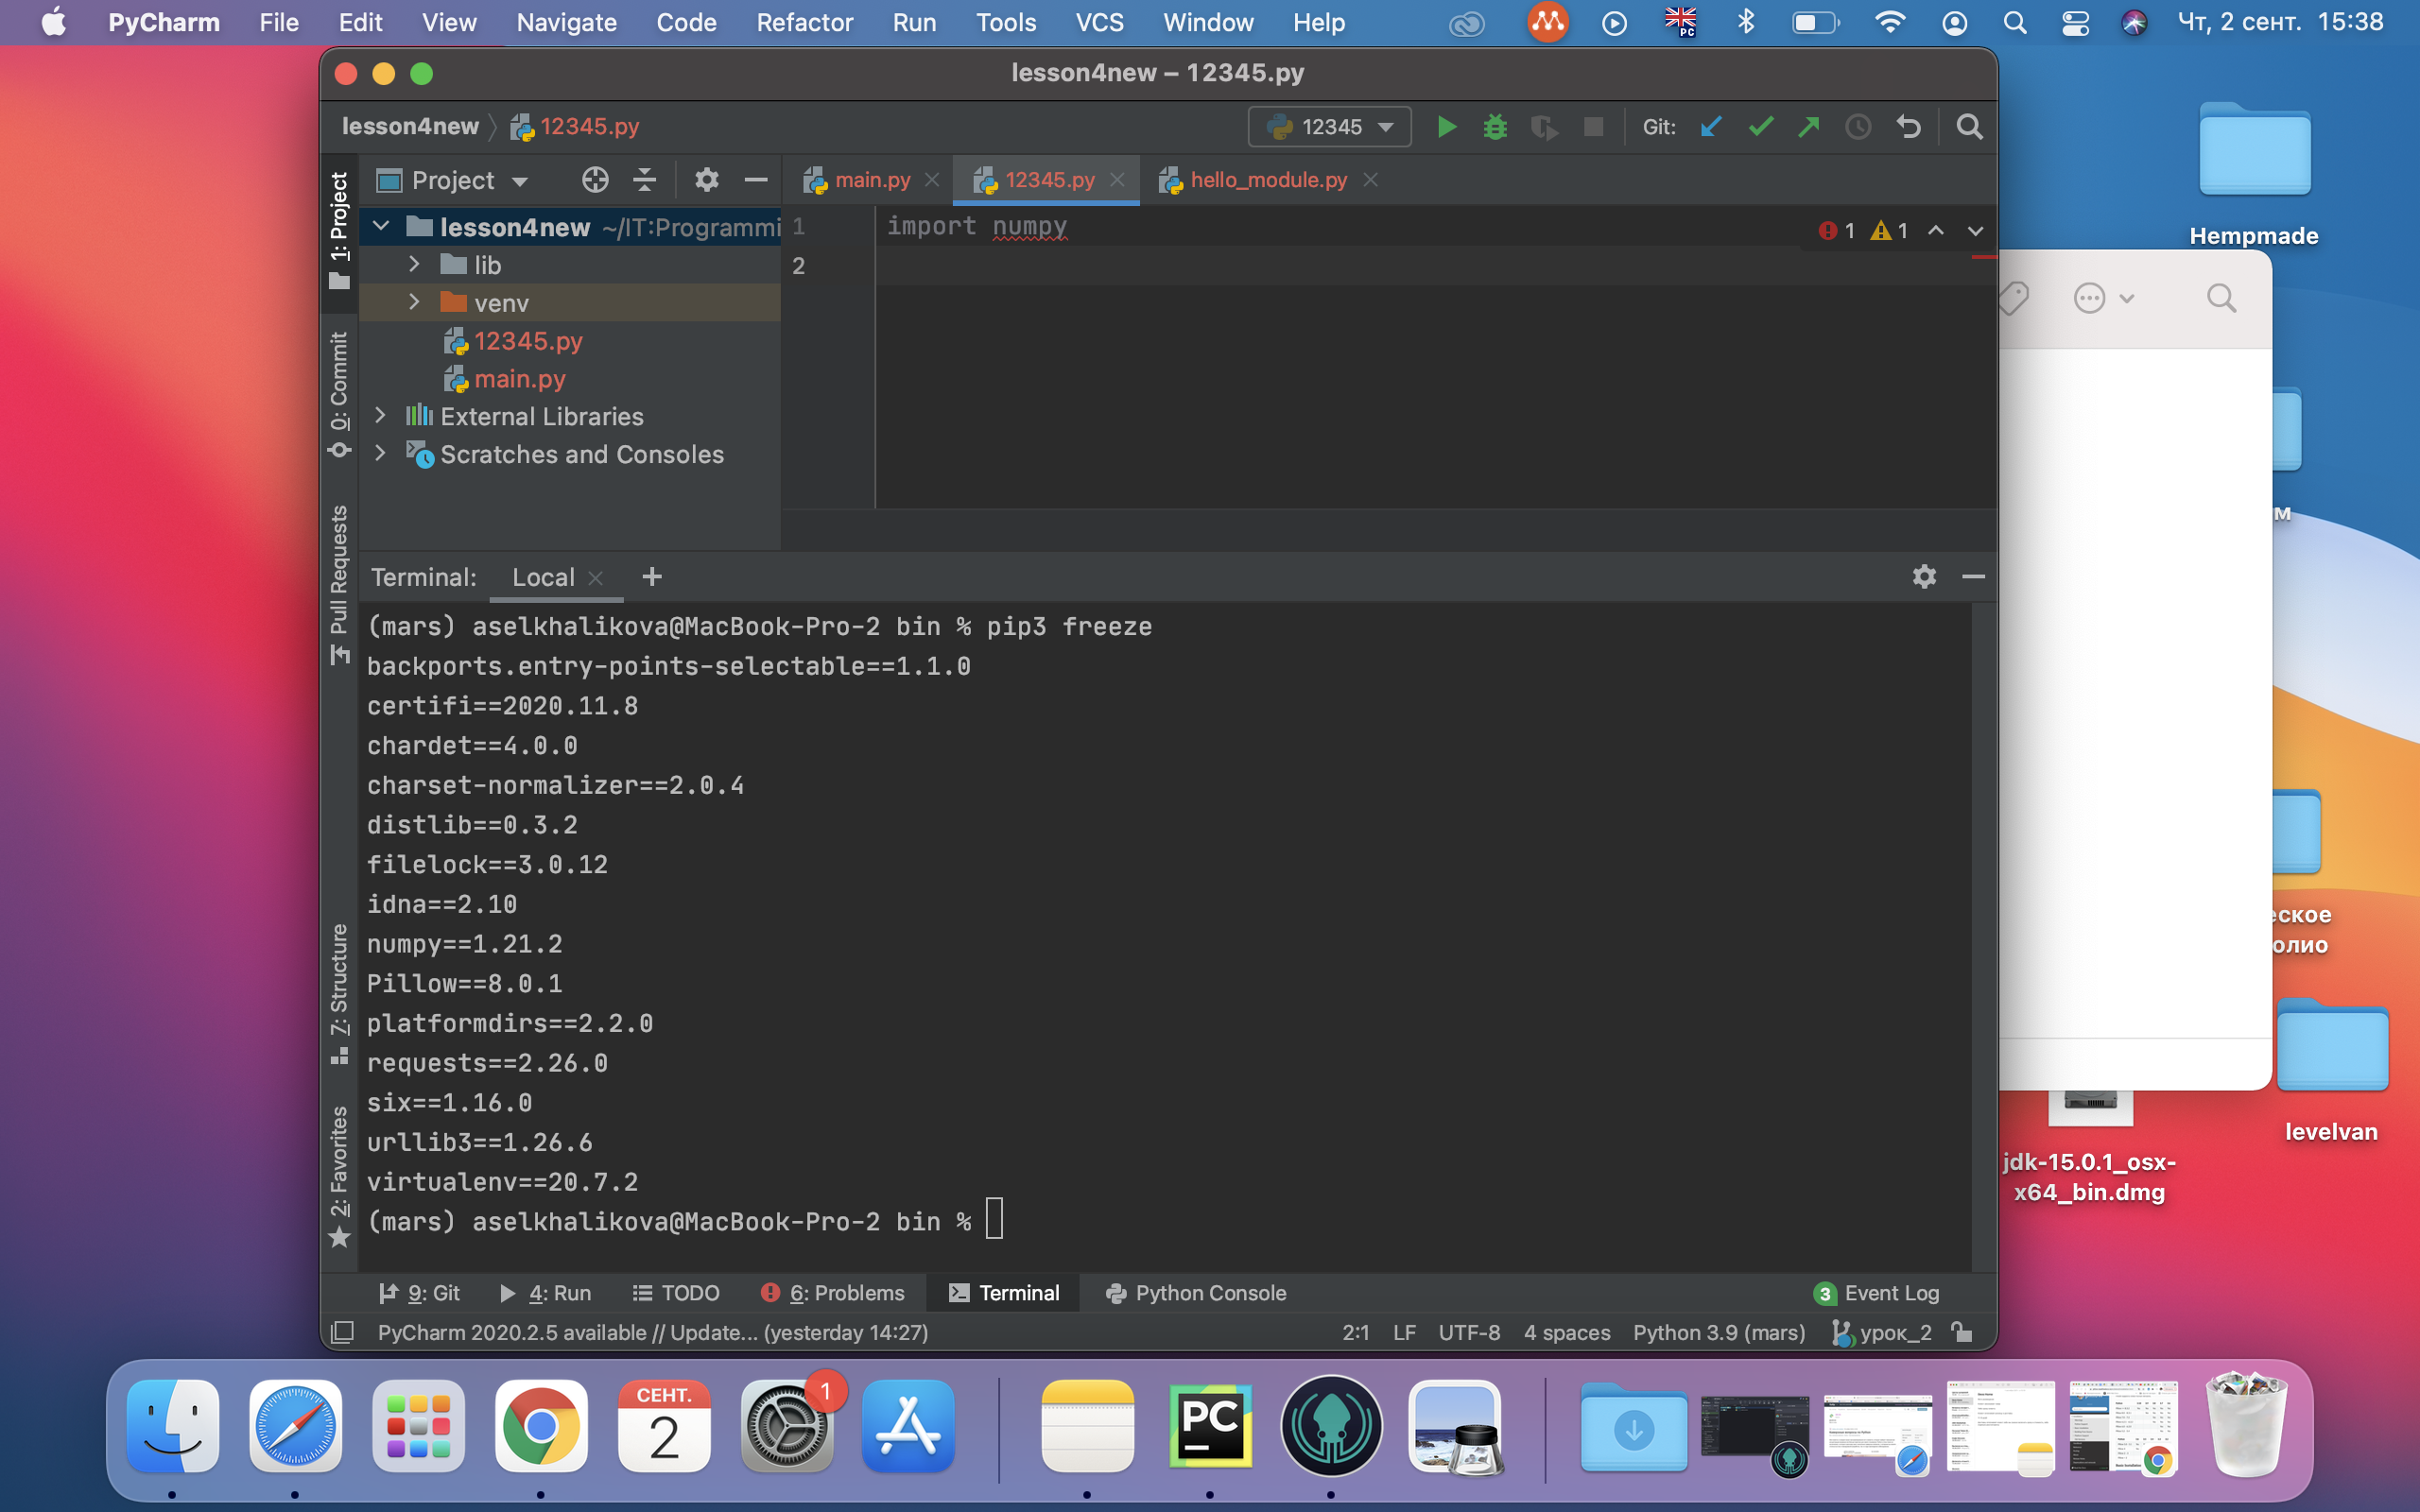 PyCharm File Edit View Navigate Code Refactor Run Tools VCS Window Help PC Чт, 2 сент. 15:38
lesson4new – 12345.py
lesson4new 12345.py 12345 Git:
1: Project
0: Commit
Pull Requests
7: Structure
2: Favorites
Project
lesson4new ~/IT:Programmi
lib
venv
12345.py
main.py
External Libraries
Scratches and Consoles
main.py 12345.py hello_module.py
1 import numpy
2
1 1
Terminal: Local
(mars) aselkhalikova@MacBook-Pro-2 bin % pip3 freeze
backports.entry-points-selectable==1.1.0
certifi==2020.11.8
chardet==4.0.0
charset-normalizer==2.0.4
distlib==0.3.2
filelock==3.0.12
idna==2.10
numpy==1.21.2
Pillow==8.0.1
platformdirs==2.2.0
requests==2.26.0
six==1.16.0
urllib3==1.26.6
virtualenv==20.7.2
(mars) aselkhalikova@MacBook-Pro-2 bin %
9: Git 4: Run TODO 6: Problems Terminal Python Console 3 Event Log
PyCharm 2020.2.5 available // Update... (yesterday 14:27) 2:1 LF UTF-8 4 spaces Python 3.9 (mars) урок_2
Hempmade
м
еское
олио
levelvan
jdk-15.0.1_osx-
x64_bin.dmg
СЕНТ.
2
1
PC